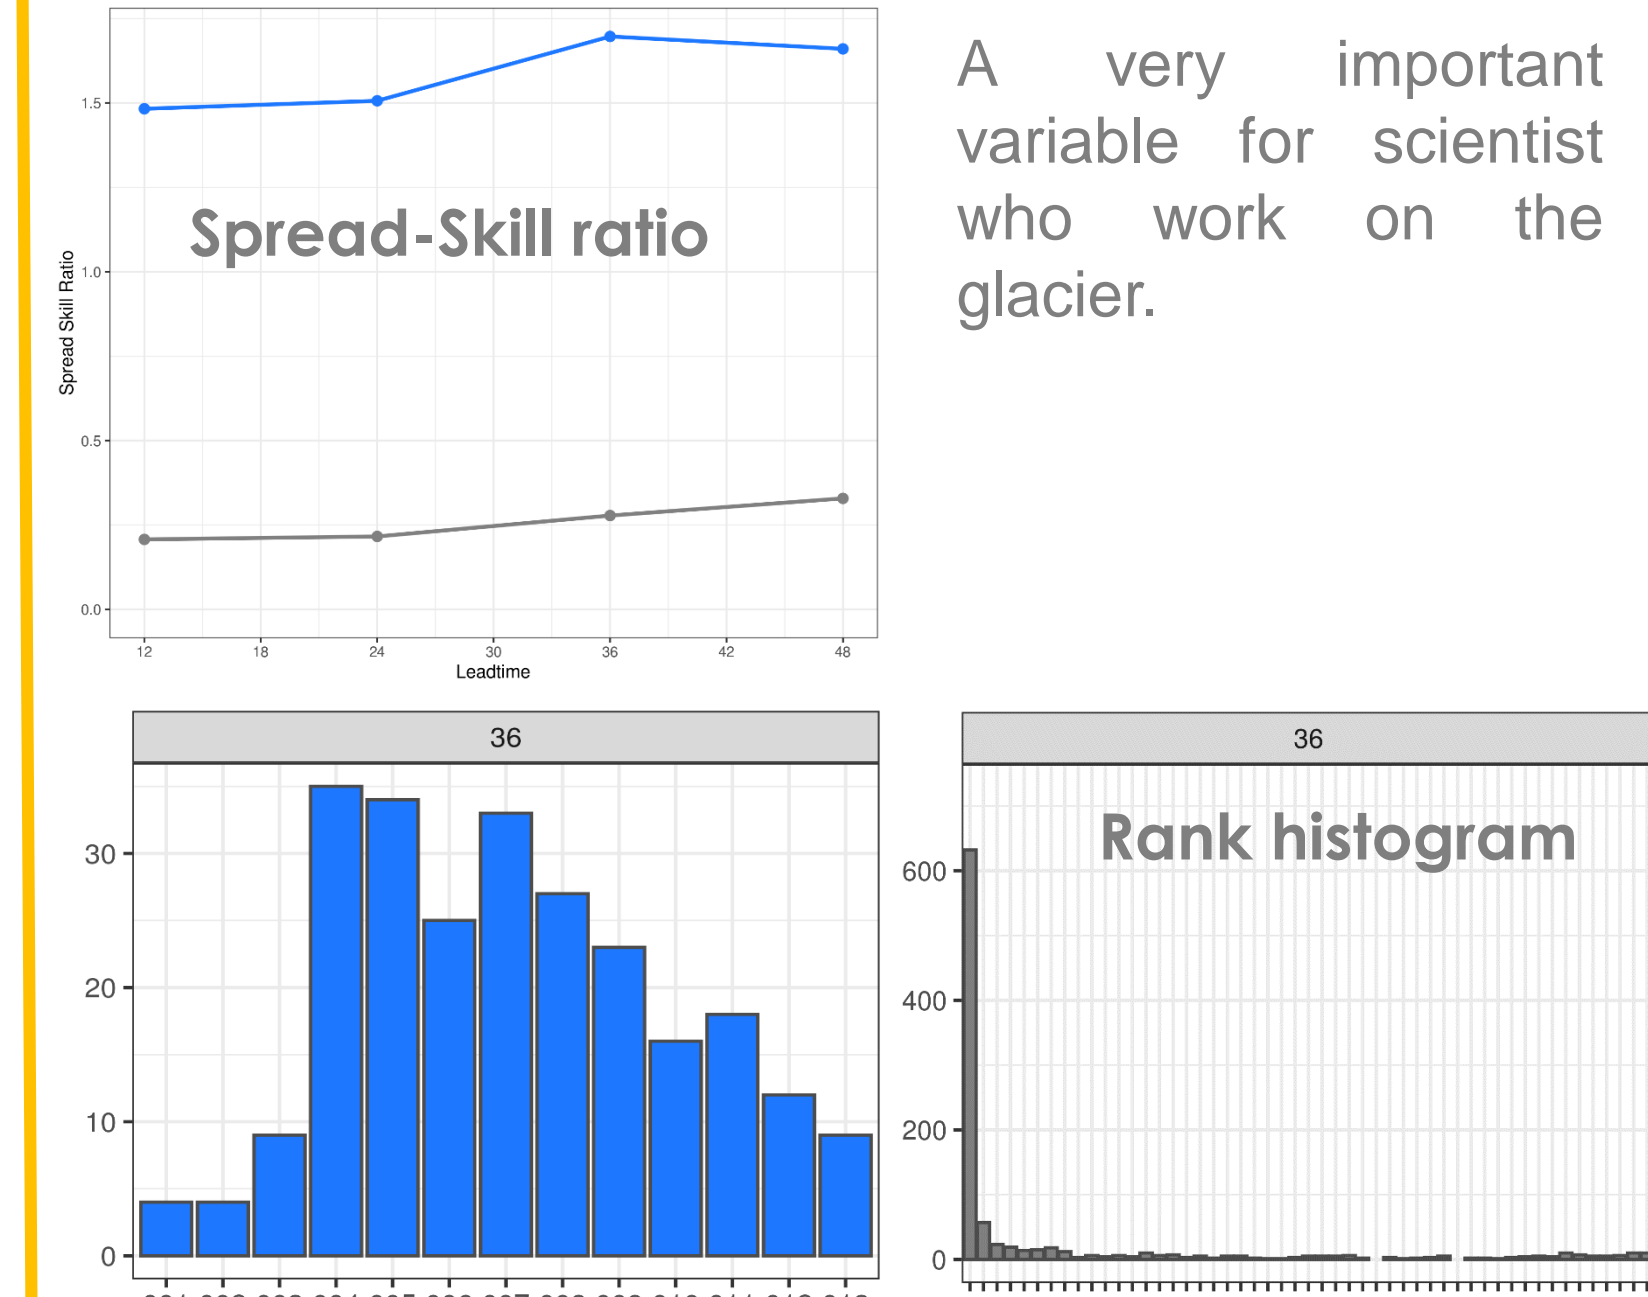 1.5
1.0
0.5
0.0
Spread Skill Ratio
Spread-Skill ratio
12 18 24 30 36 42 48
Leadtime
A very important
variable for scientist
who work on the
glacier.
36
30
20
10
0
36
Rank histogram
600
400
200
0